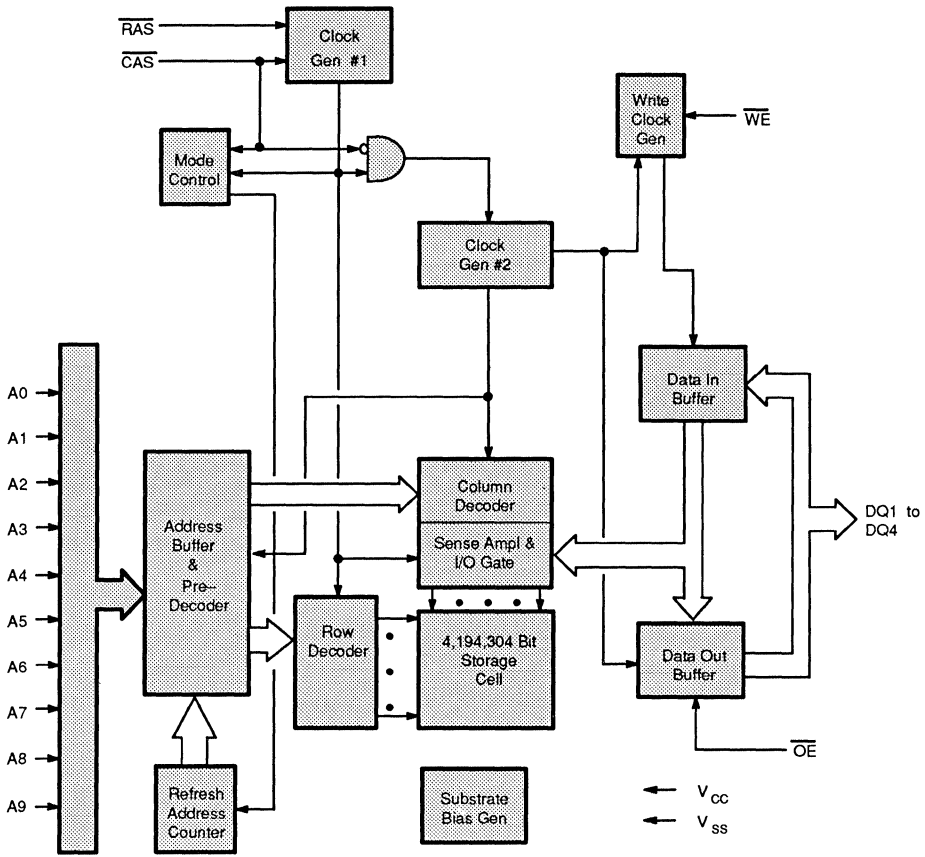 RAS
CAS
Clock
Gen #1
Write
Clock
Gen
WE
Mode
Control
Clock
Gen #2
Data In
Buffer
A0
A1
A2
A3
A4
A5
A6
A7
A8
A9
Address
Buffer
&
Pre–
Decoder
Column
Decoder
Sense Ampl &
I/O Gate
DQ1 to
DQ4
Row
Decoder
4,194,304 Bit
Storage
Cell
Data Out
Buffer
OE
Refresh
Address
Counter
Substrate
Bias Gen
VCC
VSS